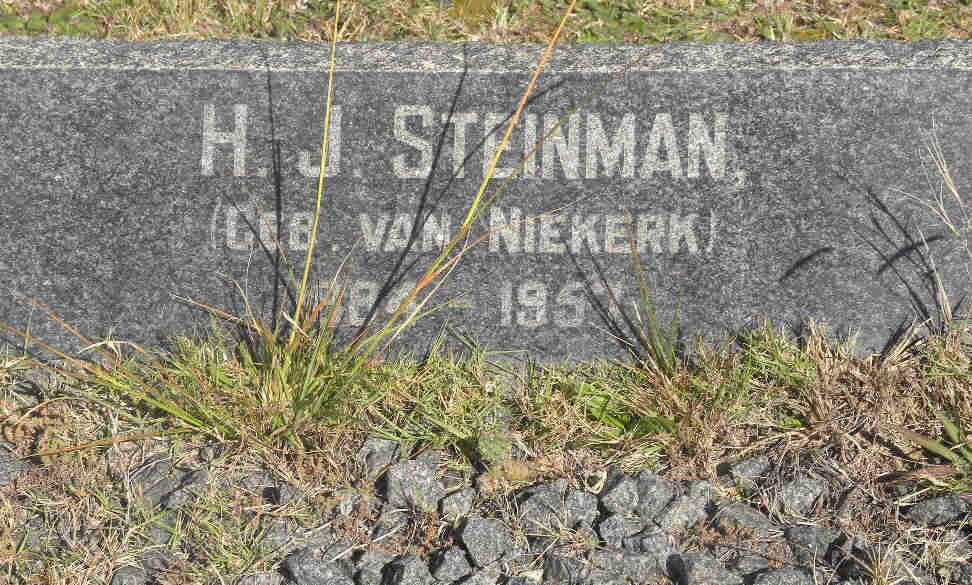 H. J. STEINMAN,
(GEB. VAN NIEKERK)